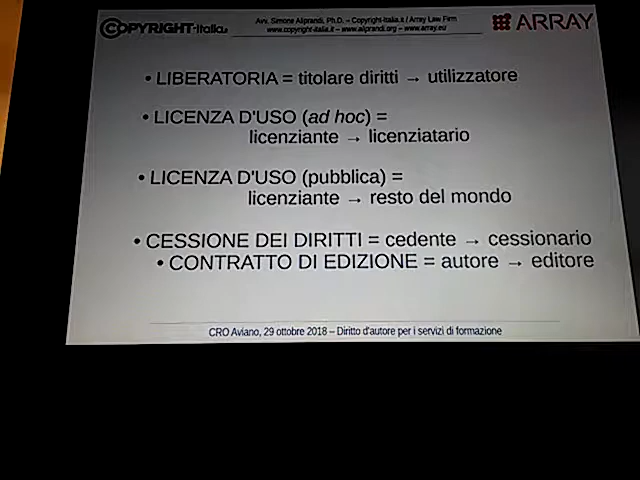 COPYRIGHT-Italia.it
Avv. Simone Aliprandi, Ph.D. – Copyright-Italia.it / Array Law Firm
www.copyright-italia.it – www.aliprandi.org – www.array.eu
ARRAY
• LIBERATORIA = titolare diritti → utilizzatore
• LICENZA D'USO (ad hoc) =
licenziante → licenziatario
• LICENZA D'USO (pubblica) =
licenziante → resto del mondo
• CESSIONE DEI DIRITTI = cedente → cessionario
• CONTRATTO DI EDIZIONE = autore → editore
CRO Aviano, 29 ottobre 2018 – Diritto d'autore per i servizi di formazione